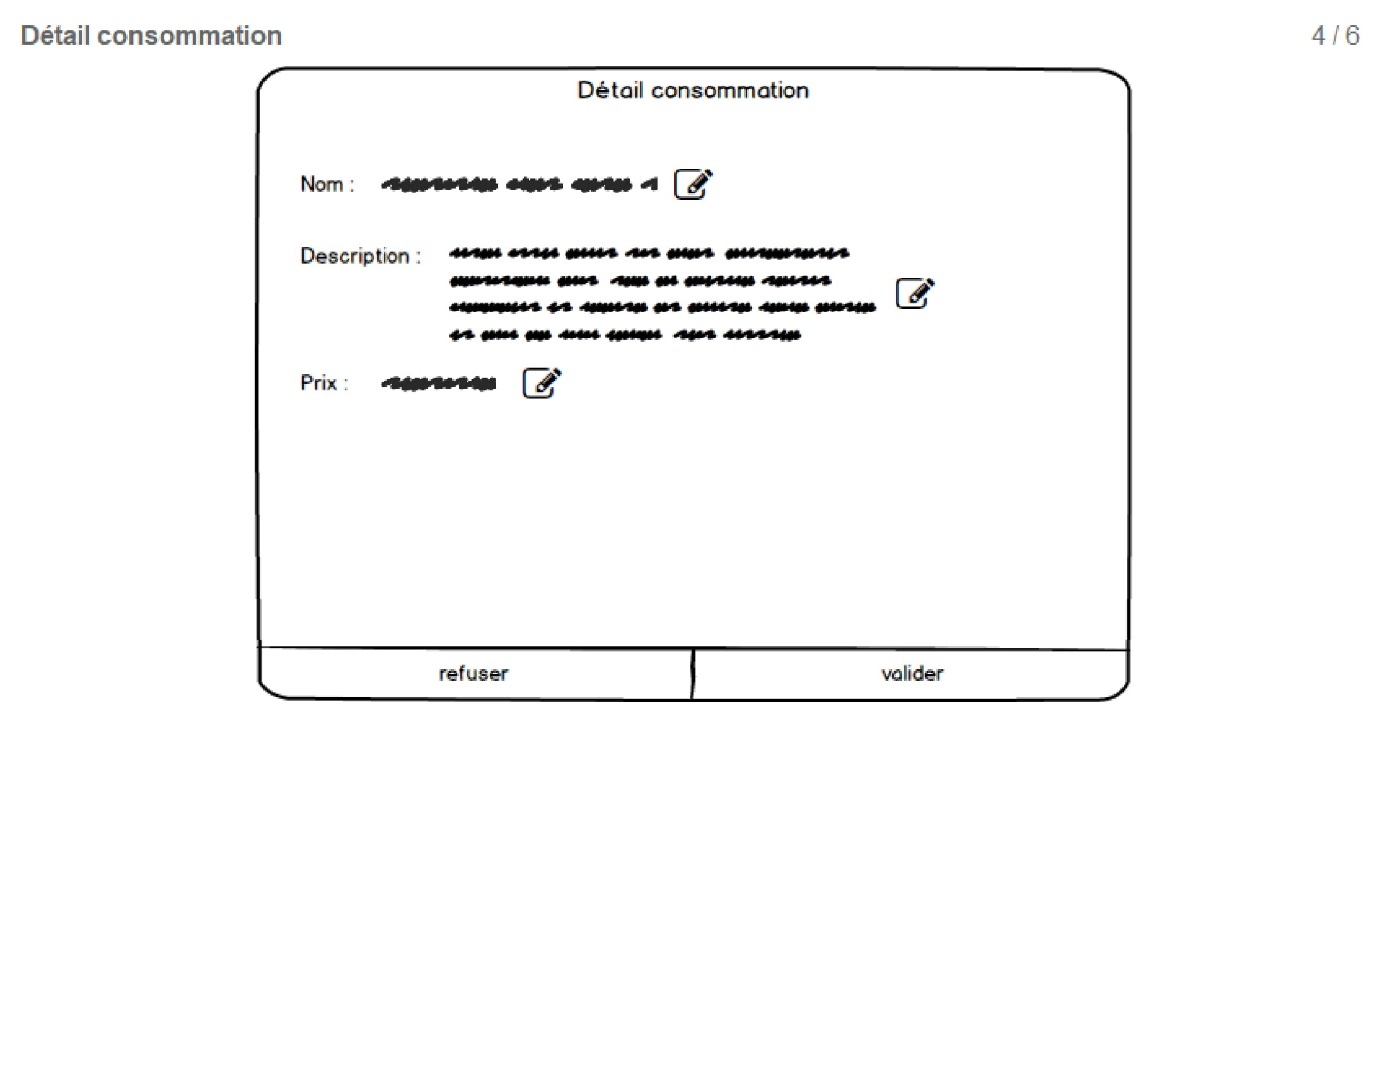 Détail consommation
4 / 6
Détail consommation
Nom :
Description :
Prix :
refuser
valider